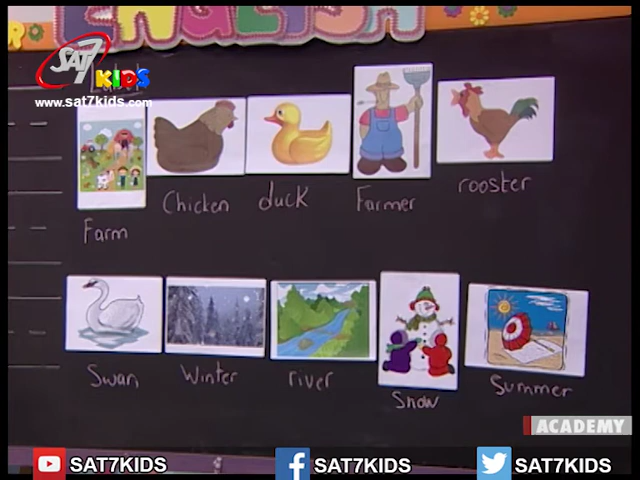 ENGLISH
SAT7
KIDS
www.sat7kids.com
Farm
Chicken
duck
Farmer
rooster
Swan
Winter
river
Snow
Summer
ACADEMY
SAT7KIDS
SAT7KIDS
SAT7KIDS